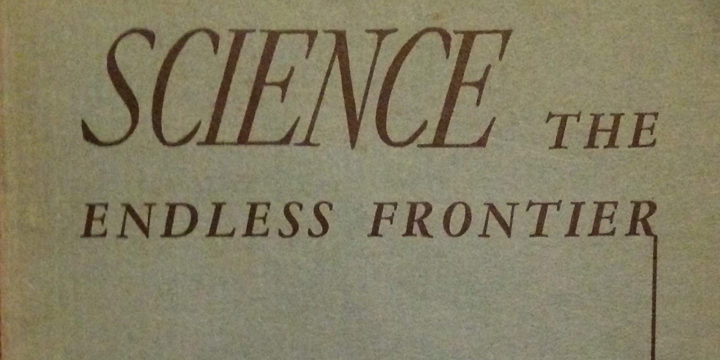 SCIENCE THE
ENDLESS FRONTIER